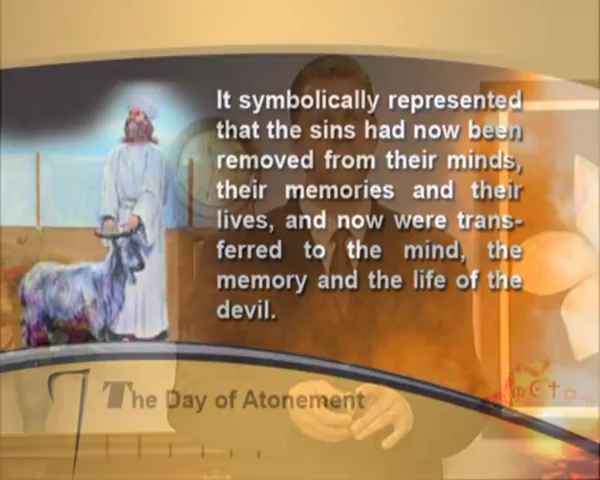 It symbolically represented
that the sins had now been
removed from their minds,
their memories and their
lives, and now were trans-
ferred to the mind, the
memory and the life of the
devil.
7 The Day of Atonement